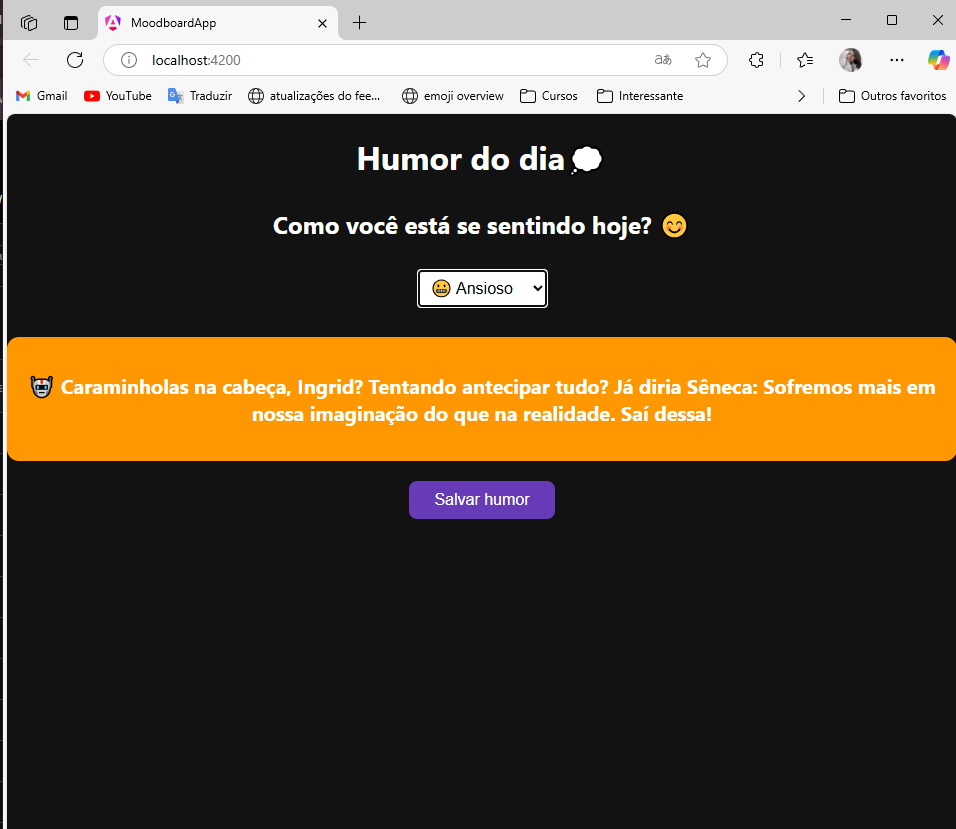 MoodboardApp
localhost:4200
Gmail YouTube Traduzir atualizações do fee... emoji overview Cursos Interessante Outros favoritos
Humor do dia💭
Como você está se sentindo hoje? 😊
😬 Ansioso
🤖 Caraminholas na cabeça, Ingrid? Tentando antecipar tudo? Já diria Sêneca: Sofremos mais em
nossa imaginação do que na realidade. Saí dessa!
Salvar humor